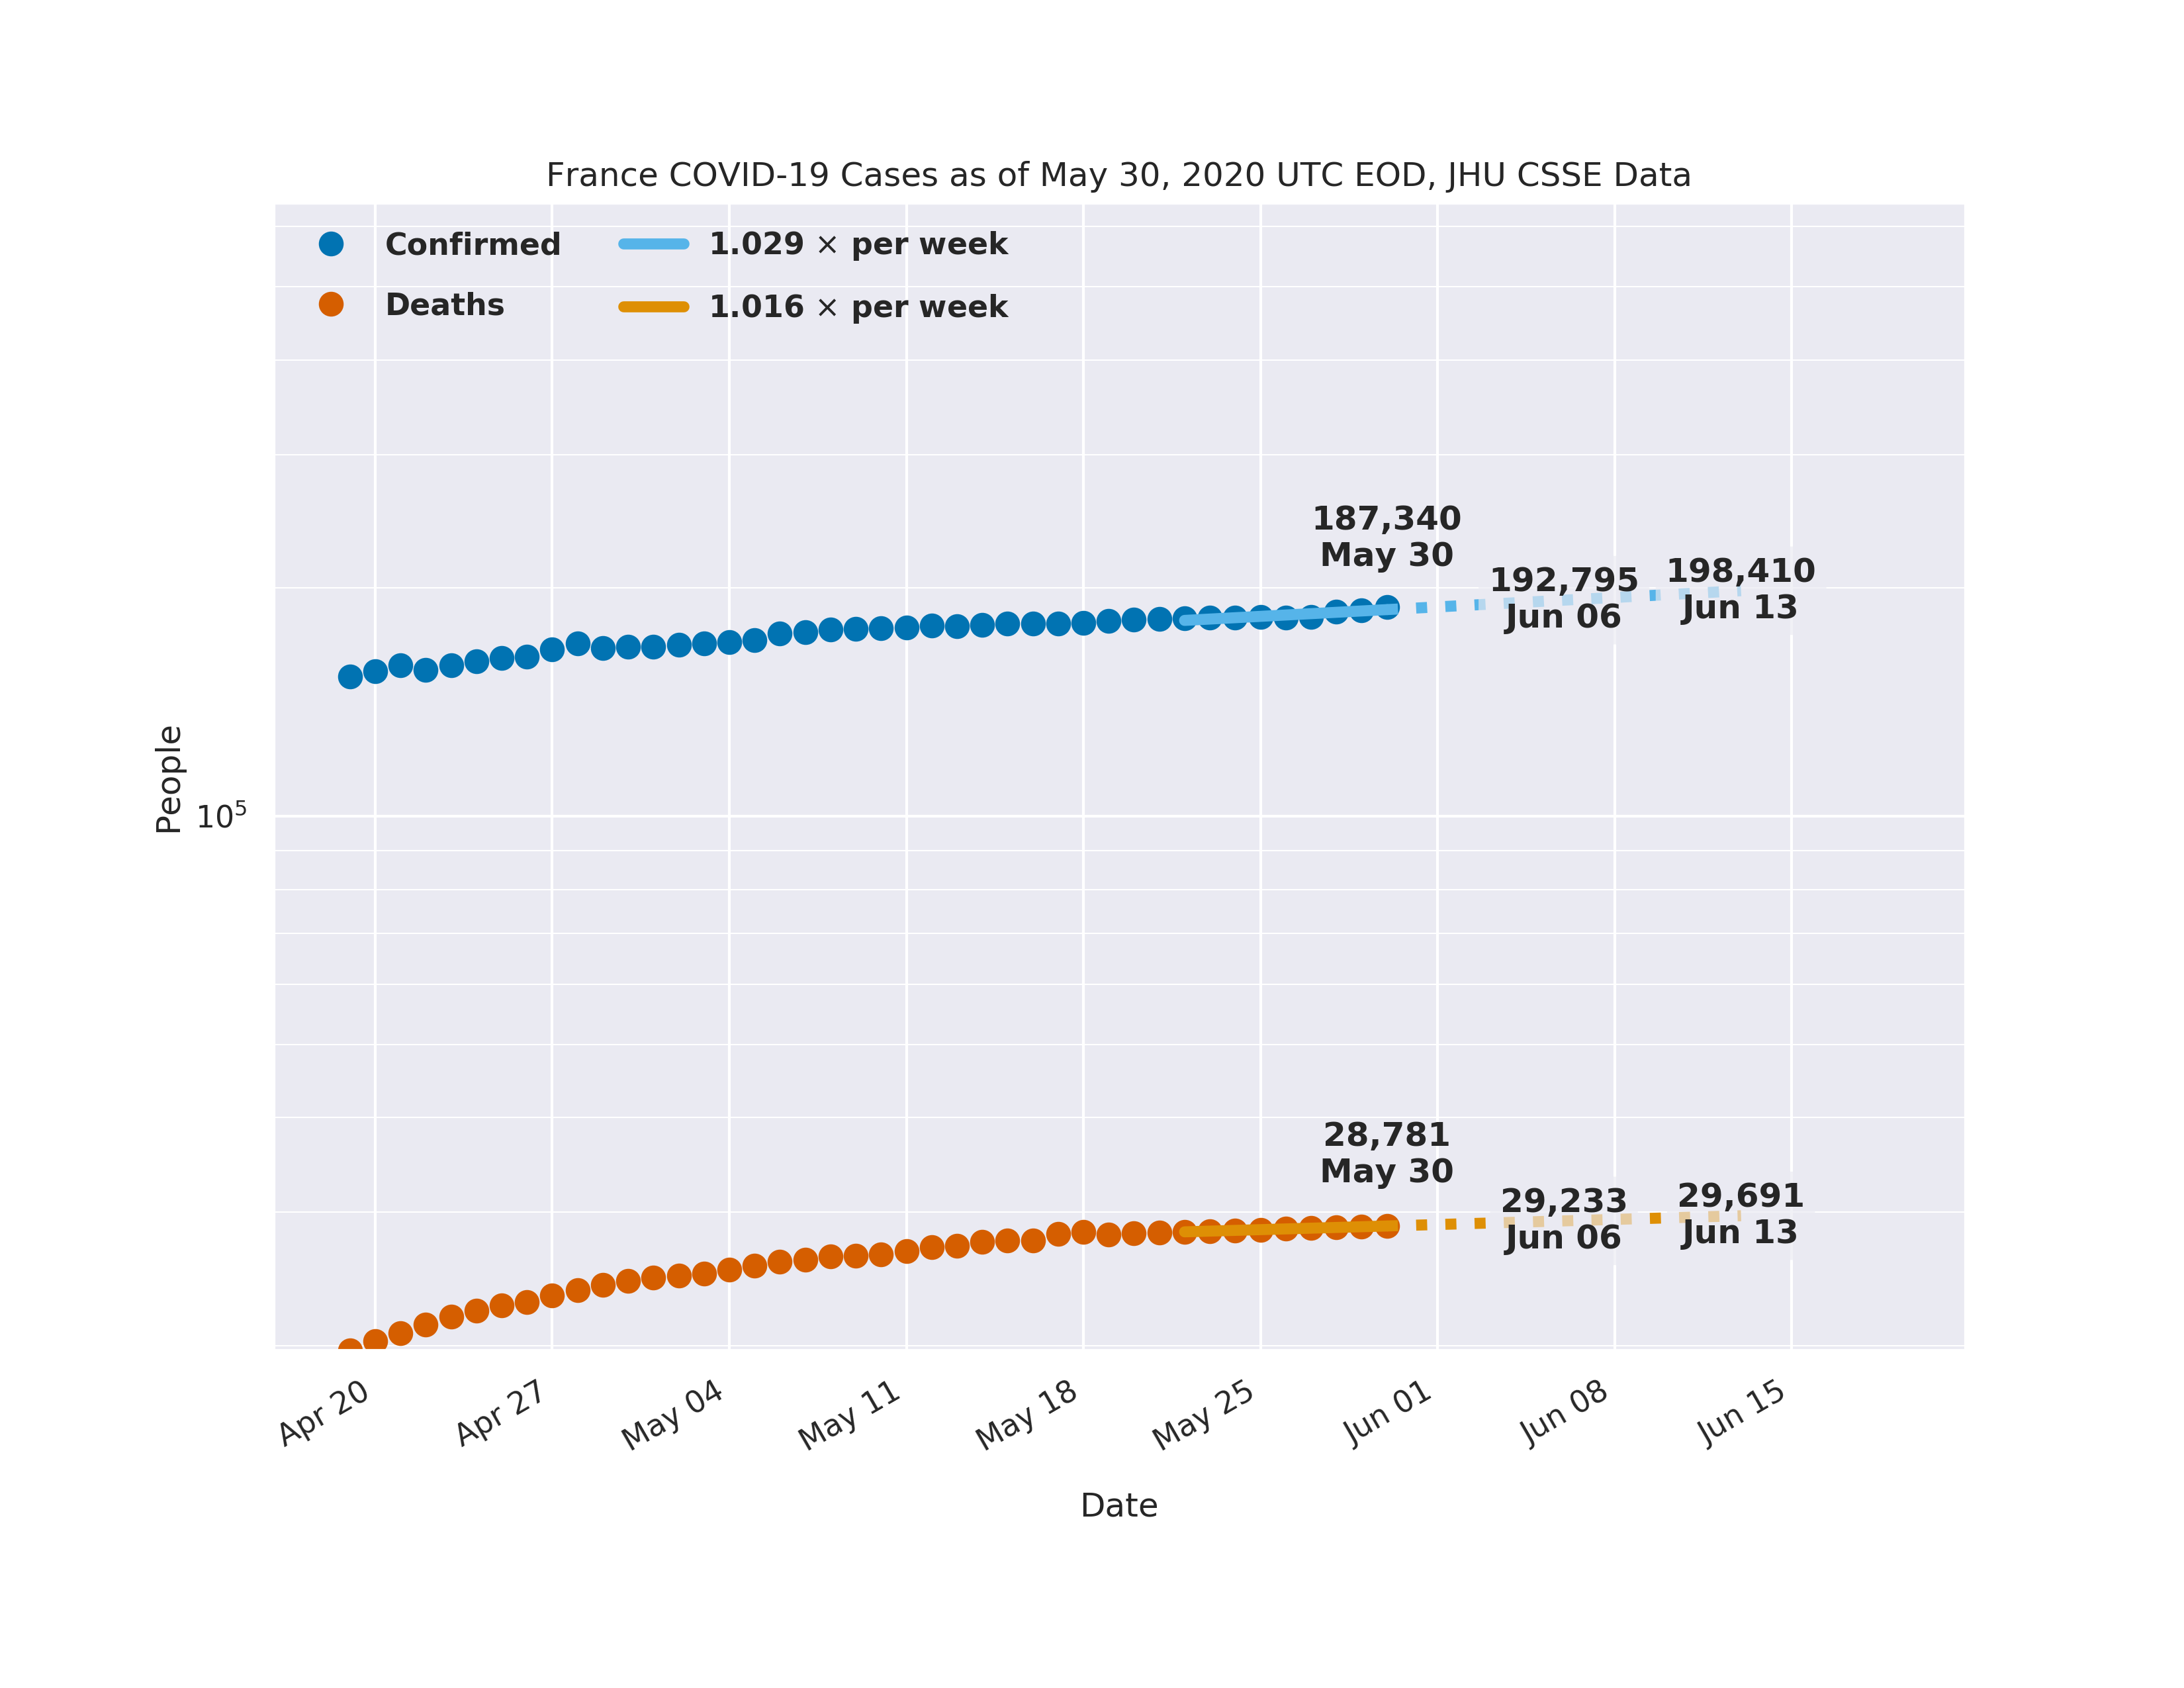 France COVID-19 Cases as of May 30, 2020 UTC EOD, JHU CSSE Data
Confirmed
Deaths
1.029 × per week
1.016 × per week
187,340
May 30
192,795
Jun 06
198,410
Jun 13
People
10⁵
28,781
May 30
29,233
Jun 06
29,691
Jun 13
Apr 20
Apr 27
May 04
May 11
May 18
May 25
Jun 01
Jun 08
Jun 15
Date